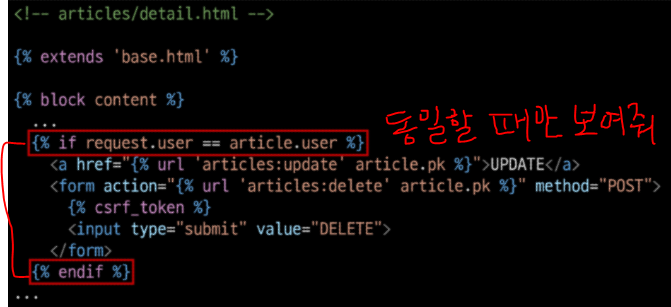 <!-- articles/detail.html -->
{% extends 'base.html' %}
{% block content %}
...
{% if request.user == article.user %}
동일할 때만 보여줘
<a href="{% url 'articles:update' article.pk %}">UPDATE</a>
<form action="{% url 'articles:delete' article.pk %}" method="POST">
{% csrf_token %}
<input type="submit" value="DELETE">
</form>
{% endif %}
...